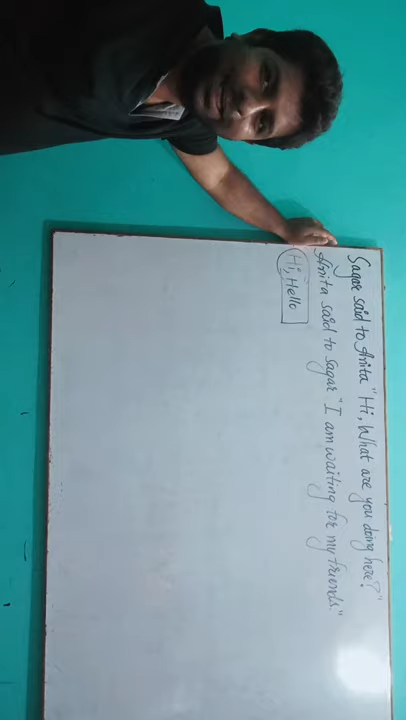 Sagar said to Anita "Hi, What are you doing here?"
Anita said to Sagar "I am waiting for my friends."
Hi, Hello